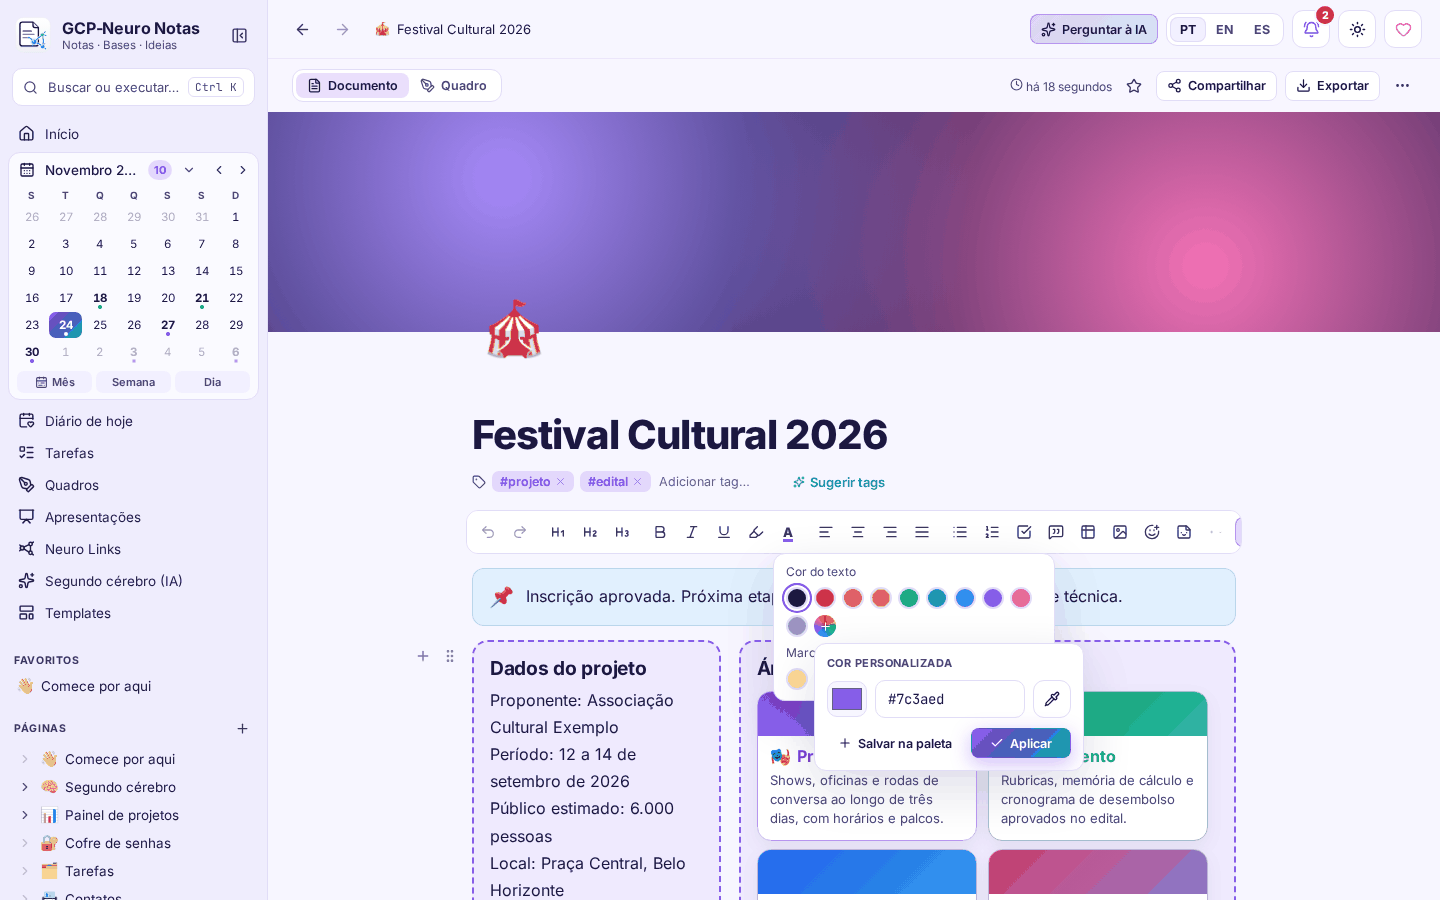 GCP-Neuro Notas
Notas · Bases · Ideias
Buscar ou executar... Ctrl K
Início
Novembro 2... 10
S T Q Q S S D
26 27 28 29 30 31 1
2 3 4 5 6 7 8
9 10 11 12 13 14 15
16 17 18 19 20 21 22
23 24 25 26 27 28 29
30 1 2 3 4 5 6
Mês Semana Dia
Diário de hoje
Tarefas
Quadros
Apresentações
Neuro Links
Segundo cérebro (IA)
Templates
FAVORITOS
Comece por aqui
PÁGINAS
Comece por aqui
Segundo cérebro
Painel de projetos
Cofre de senhas
Tarefas
Contatos
Festival Cultural 2026
Perguntar à IA PT EN ES 2
Documento Quadro
há 18 segundos Compartilhar Exportar
Festival Cultural 2026
#projeto #edital Adicionar tag... Sugerir tags
H1 H2 H3 B I U A
Cor do texto
Inscrição aprovada. Próxima etap
técnica.
COR PERSONALIZADA
#7c3aed
Salvar na paleta Aplicar
Dados do projeto
Proponente: Associação
Cultural Exemplo
Período: 12 a 14 de
setembro de 2026
Público estimado: 6.000
pessoas
Local: Praça Central, Belo
Horizonte
Shows, oficinas e rodas de
conversa ao longo de três
dias, com horários e palcos.
Rubricas, memória de cálculo e
cronograma de desembolso
aprovados no edital.